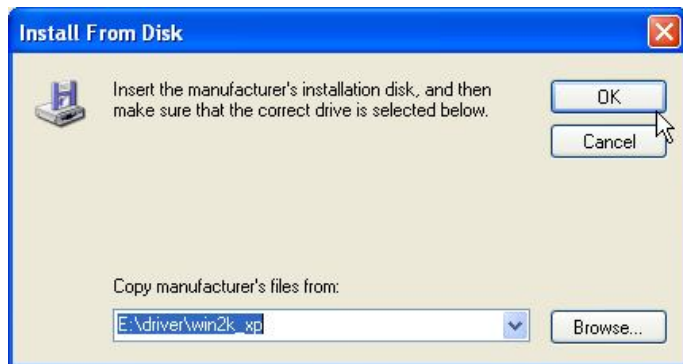 Install From Disk
Insert the manufacturer's installation disk, and then
make sure that the correct drive is selected below.
OK
Cancel
Copy manufacturer's files from:
E:\driver\win2k_xp
Browse...